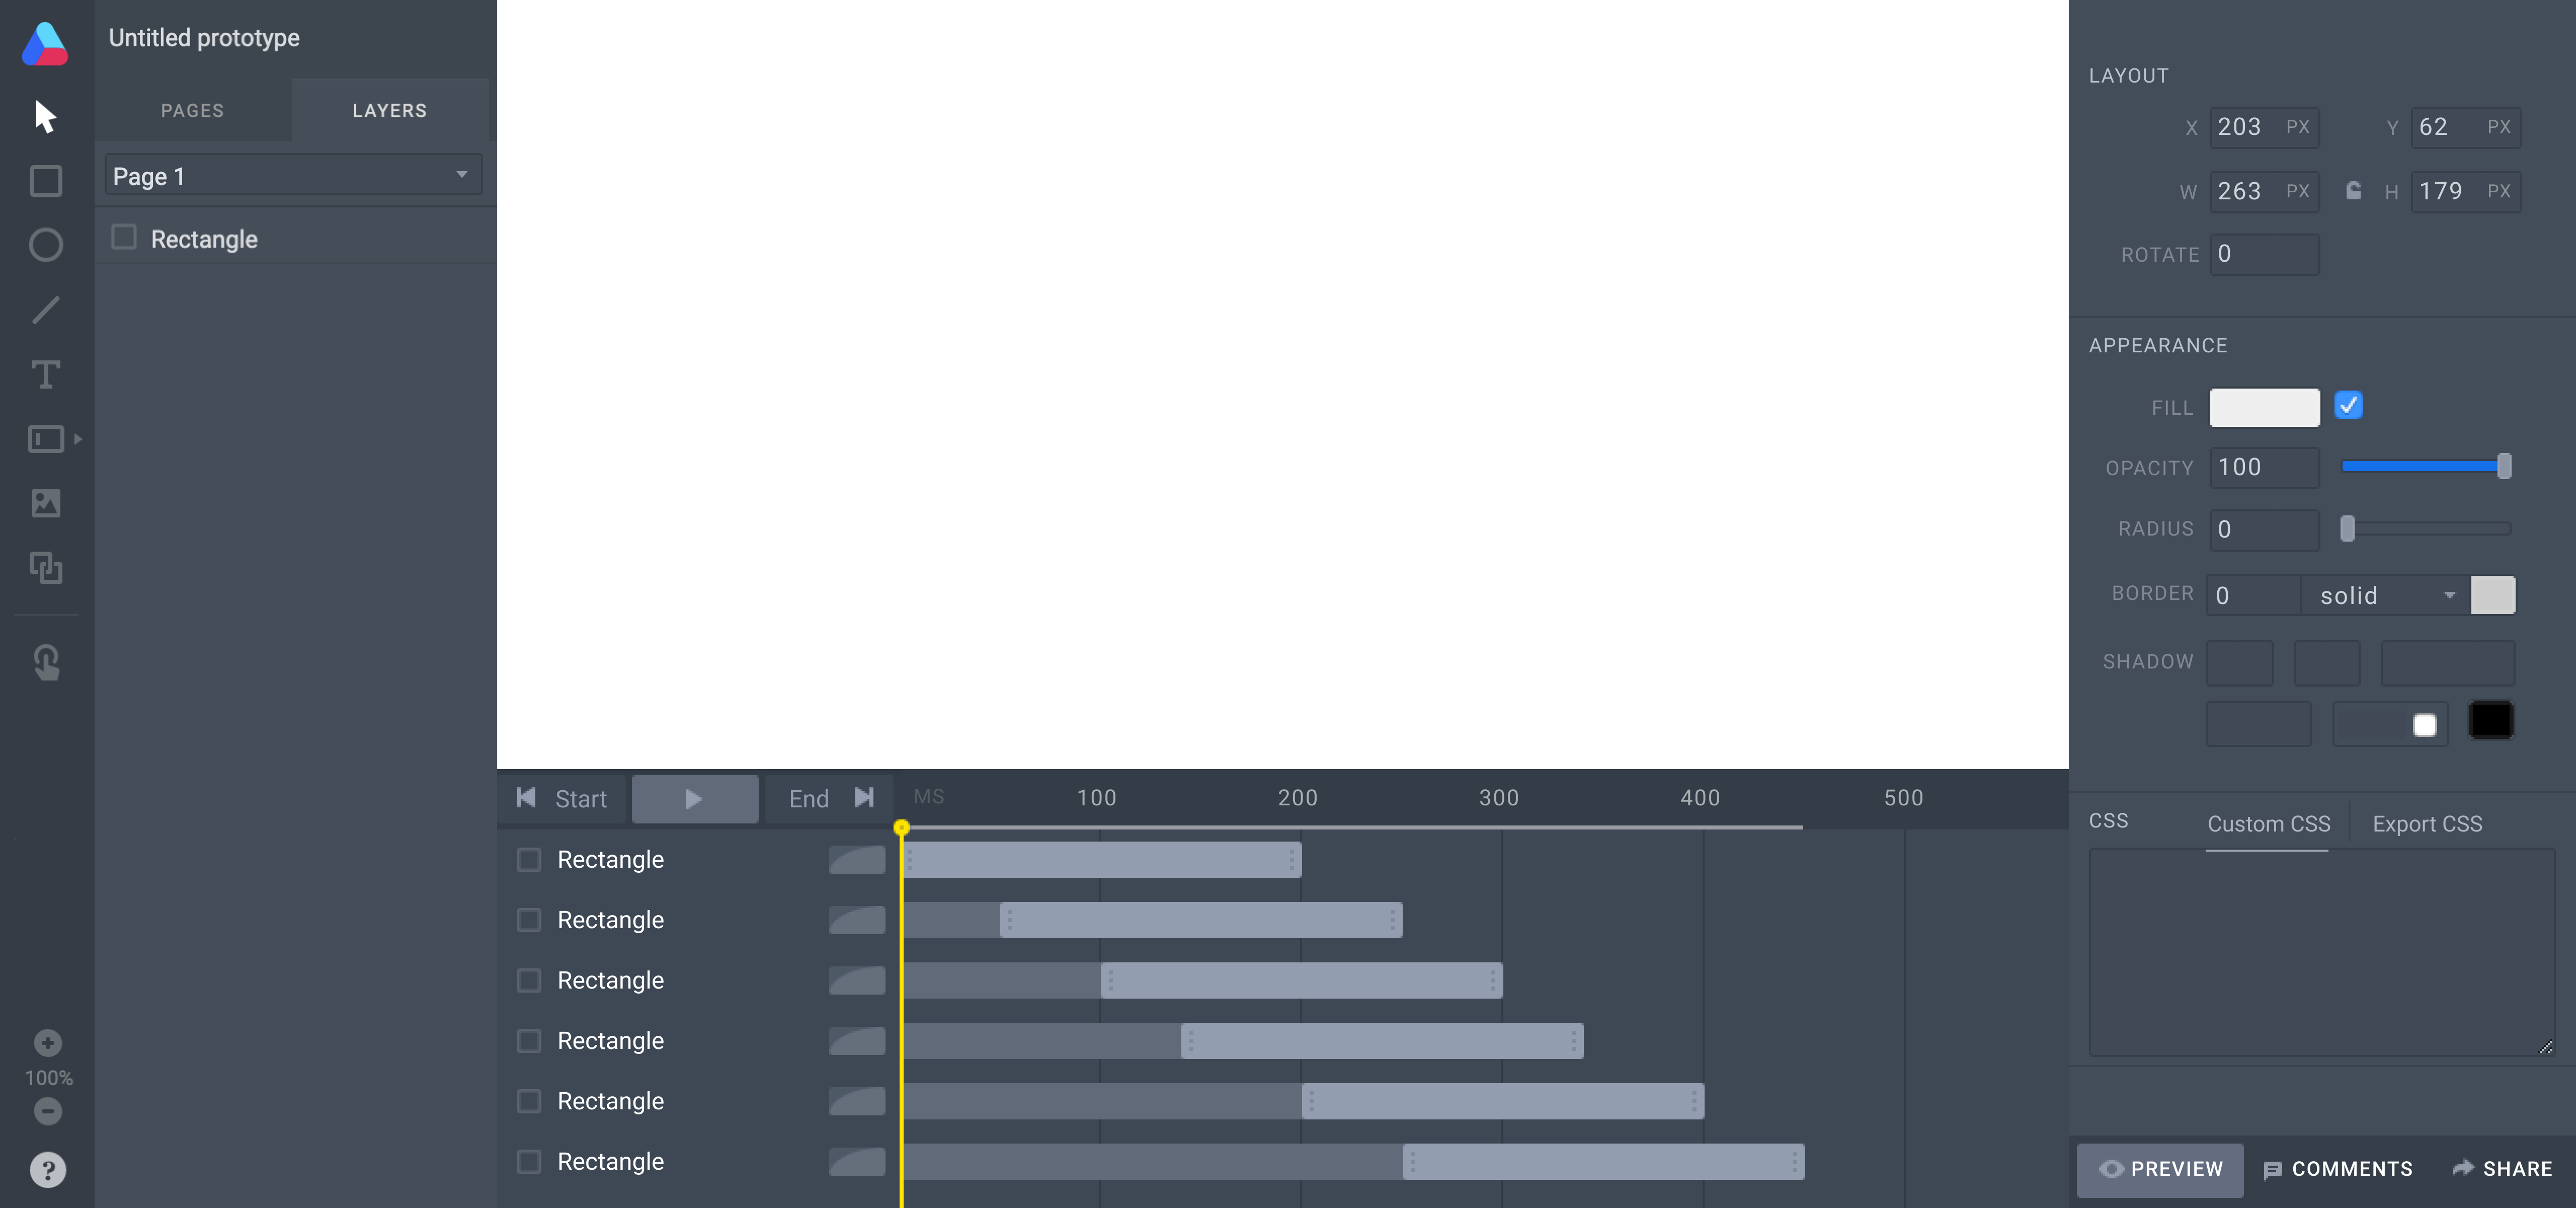 Untitled prototype
PAGES LAYERS
Page 1
Rectangle
100%
?
Start End MS 100 200 300 400 500
Rectangle
Rectangle
Rectangle
Rectangle
Rectangle
Rectangle
LAYOUT
X 203 PX Y 62 PX
W 263 PX H 179 PX
ROTATE 0
APPEARANCE
FILL
OPACITY 100
RADIUS 0
BORDER 0 solid
SHADOW
CSS Custom CSS Export CSS
PREVIEW COMMENTS SHARE